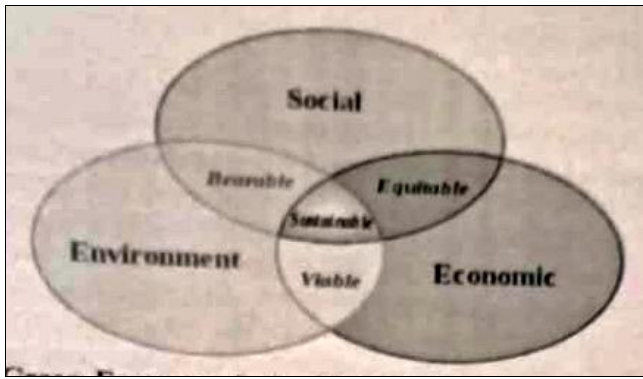 Social
Bearable
Equitable
Sustainable
Environment
Viable
Economic